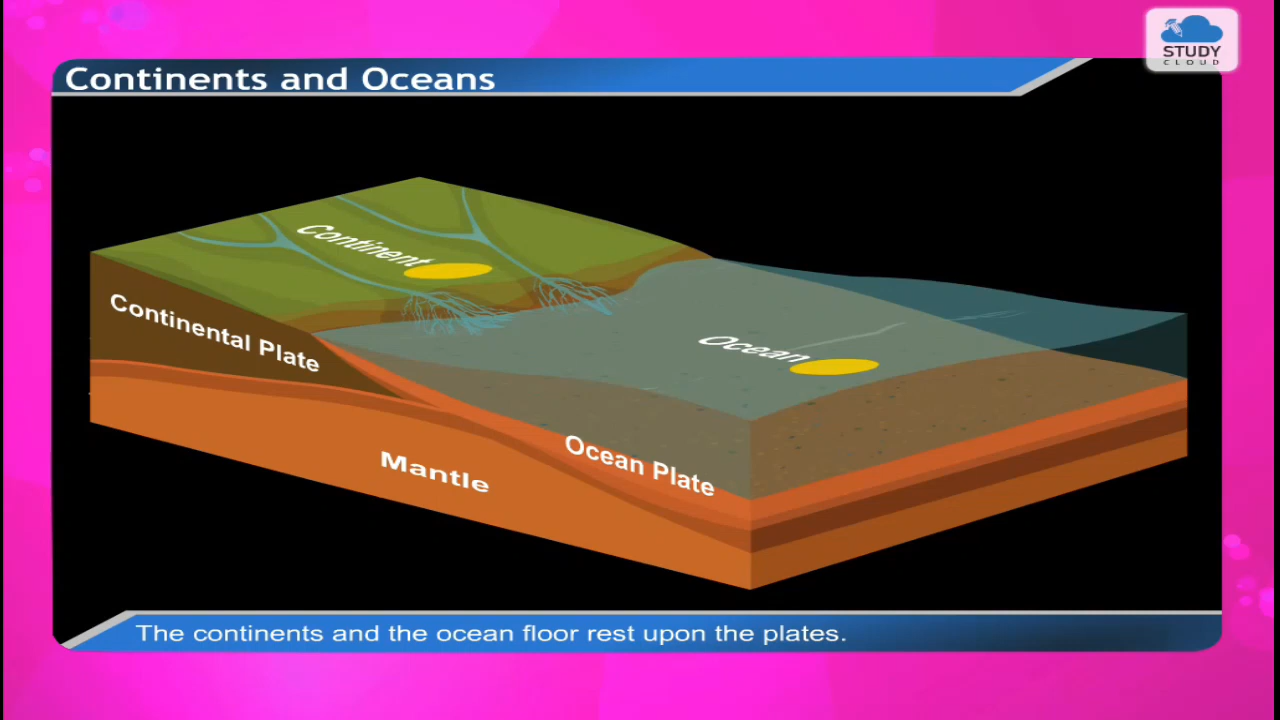 STUDY
CLOUD
Continents and Oceans
Continent
Continental Plate
Ocean
Ocean Plate
Mantle
The continents and the ocean floor rest upon the plates.